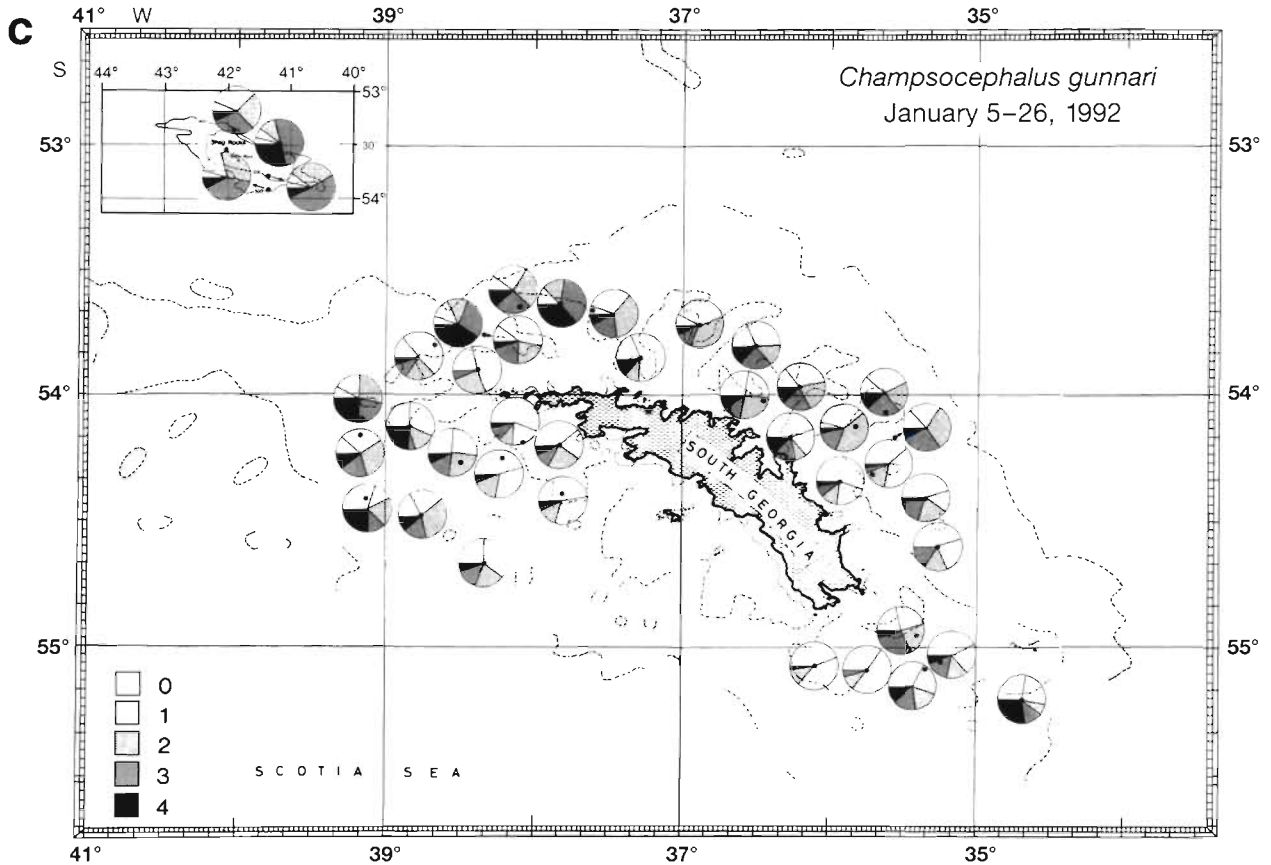 C
41° W 39° 37° 35°
S
44° 43° 42° 41° 40°
53°
30
54°
Champsocephalus gunnari
January 5–26, 1992
53° 53°
54° 54°
SOUTH GEORGIA
55° 55°
0
1
2
3
4
SCOTIA SEA
41° 39° 37° 35°